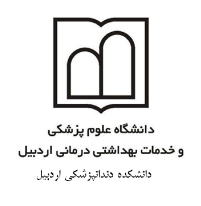 دانشگاه علوم پزشکی
و خدمات بهداشتی درمانی اردبیل
دانشکده دندانپزشکی اردبیل